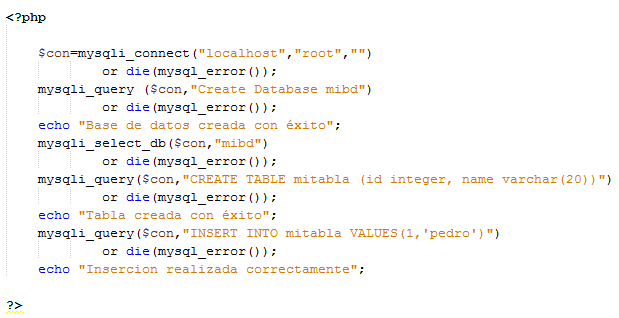 <?php
$con=mysqli_connect("localhost","root","")
or die(mysql_error());
mysqli_query ($con,"Create Database mibd")
or die(mysql_error());
echo "Base de datos creada con éxito";
mysqli_select_db($con,"mibd")
or die(mysql_error());
mysqli_query($con,"CREATE TABLE mitabla (id integer, name varchar(20))")
or die(mysql_error());
echo "Tabla creada con éxito";
mysqli_query($con,"INSERT INTO mitabla VALUES(1,'pedro')")
or die(mysql_error());
echo "Insercion realizada correctamente";
?>